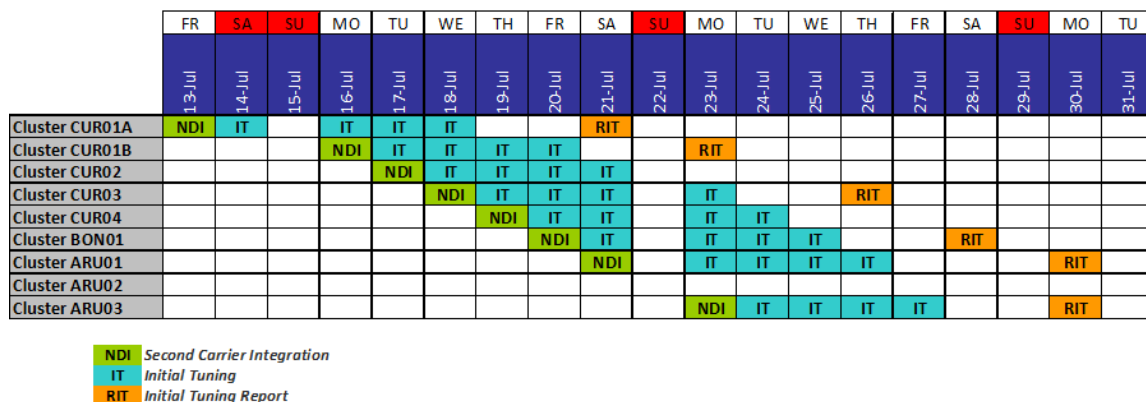 FR SA SU MO TU WE TH FR SA SU MO TU WE TH FR SA SU MO TU
13-Jul 14-Jul 15-Jul 16-Jul 17-Jul 18-Jul 19-Jul 20-Jul 21-Jul 22-Jul 23-Jul 24-Jul 25-Jul 26-Jul 27-Jul 28-Jul 29-Jul 30-Jul 31-Jul
Cluster CUR01A NDI IT IT IT IT RIT
Cluster CUR01B NDI IT IT IT IT RIT
Cluster CUR02 NDI IT IT IT IT
Cluster CUR03 NDI IT IT IT IT RIT
Cluster CUR04 NDI IT IT IT IT
Cluster BON01 NDI IT IT IT IT RIT
Cluster ARU01 NDI IT IT IT IT RIT
Cluster ARU02
Cluster ARU03 NDI IT IT IT IT RIT
NDI Second Carrier Integration
IT Initial Tuning
RIT Initial Tuning Report